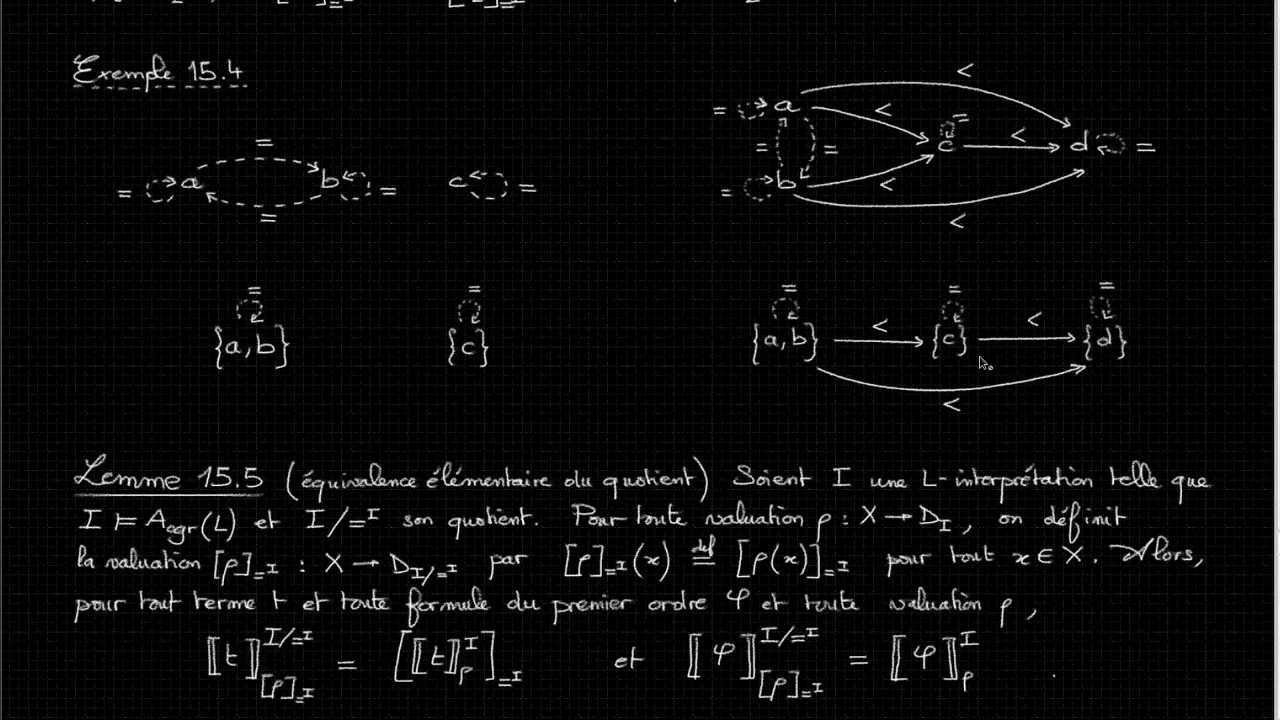 Exemple 15.4
= a = = b = c =
= a = = b = < < c = < d = < <
= {a,b} = {c}
= {a,b} < = {c} < = {d} <
Lemme 15.5 (équivalence élémentaire du quotient) Soient I une L-interprétation telle que
I ⊨ A_egr(L) et I/=ᴵ son quotient. Pour toute valuation ρ : X → D_I, on définit
la valuation [ρ]_=ᴵ : X → D_I/=ᴵ par [ρ]_=ᴵ(x) ≝ [ρ(x)]_=ᴵ pour tout x ∈ X. Alors,
pour tout terme t et toute formule du premier ordre φ et toute valuation ρ,
⟦t⟧^{I/=ᴵ}_{[ρ]_=ᴵ} = [⟦t⟧^I_ρ]_=ᴵ et ⟦φ⟧^{I/=ᴵ}_{[ρ]_=ᴵ} = ⟦φ⟧^I_ρ .